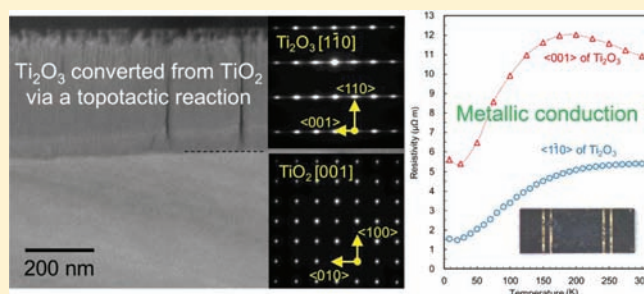 Ti₂O₃ converted from TiO₂
via a topotactic reaction
200 nm
Ti₂O₃ [11̄0]
<110>
<001>
TiO₂ [001]
<100>
<010>
Resistivity (μΩ m)
13
12
11
10
9
8
7
6
5
4
3
2
1
0
<001> of Ti₂O₃
Metallic conduction
<11̄0> of Ti₂O₃
0 50 100 150 200 250 300
Temperature (K)